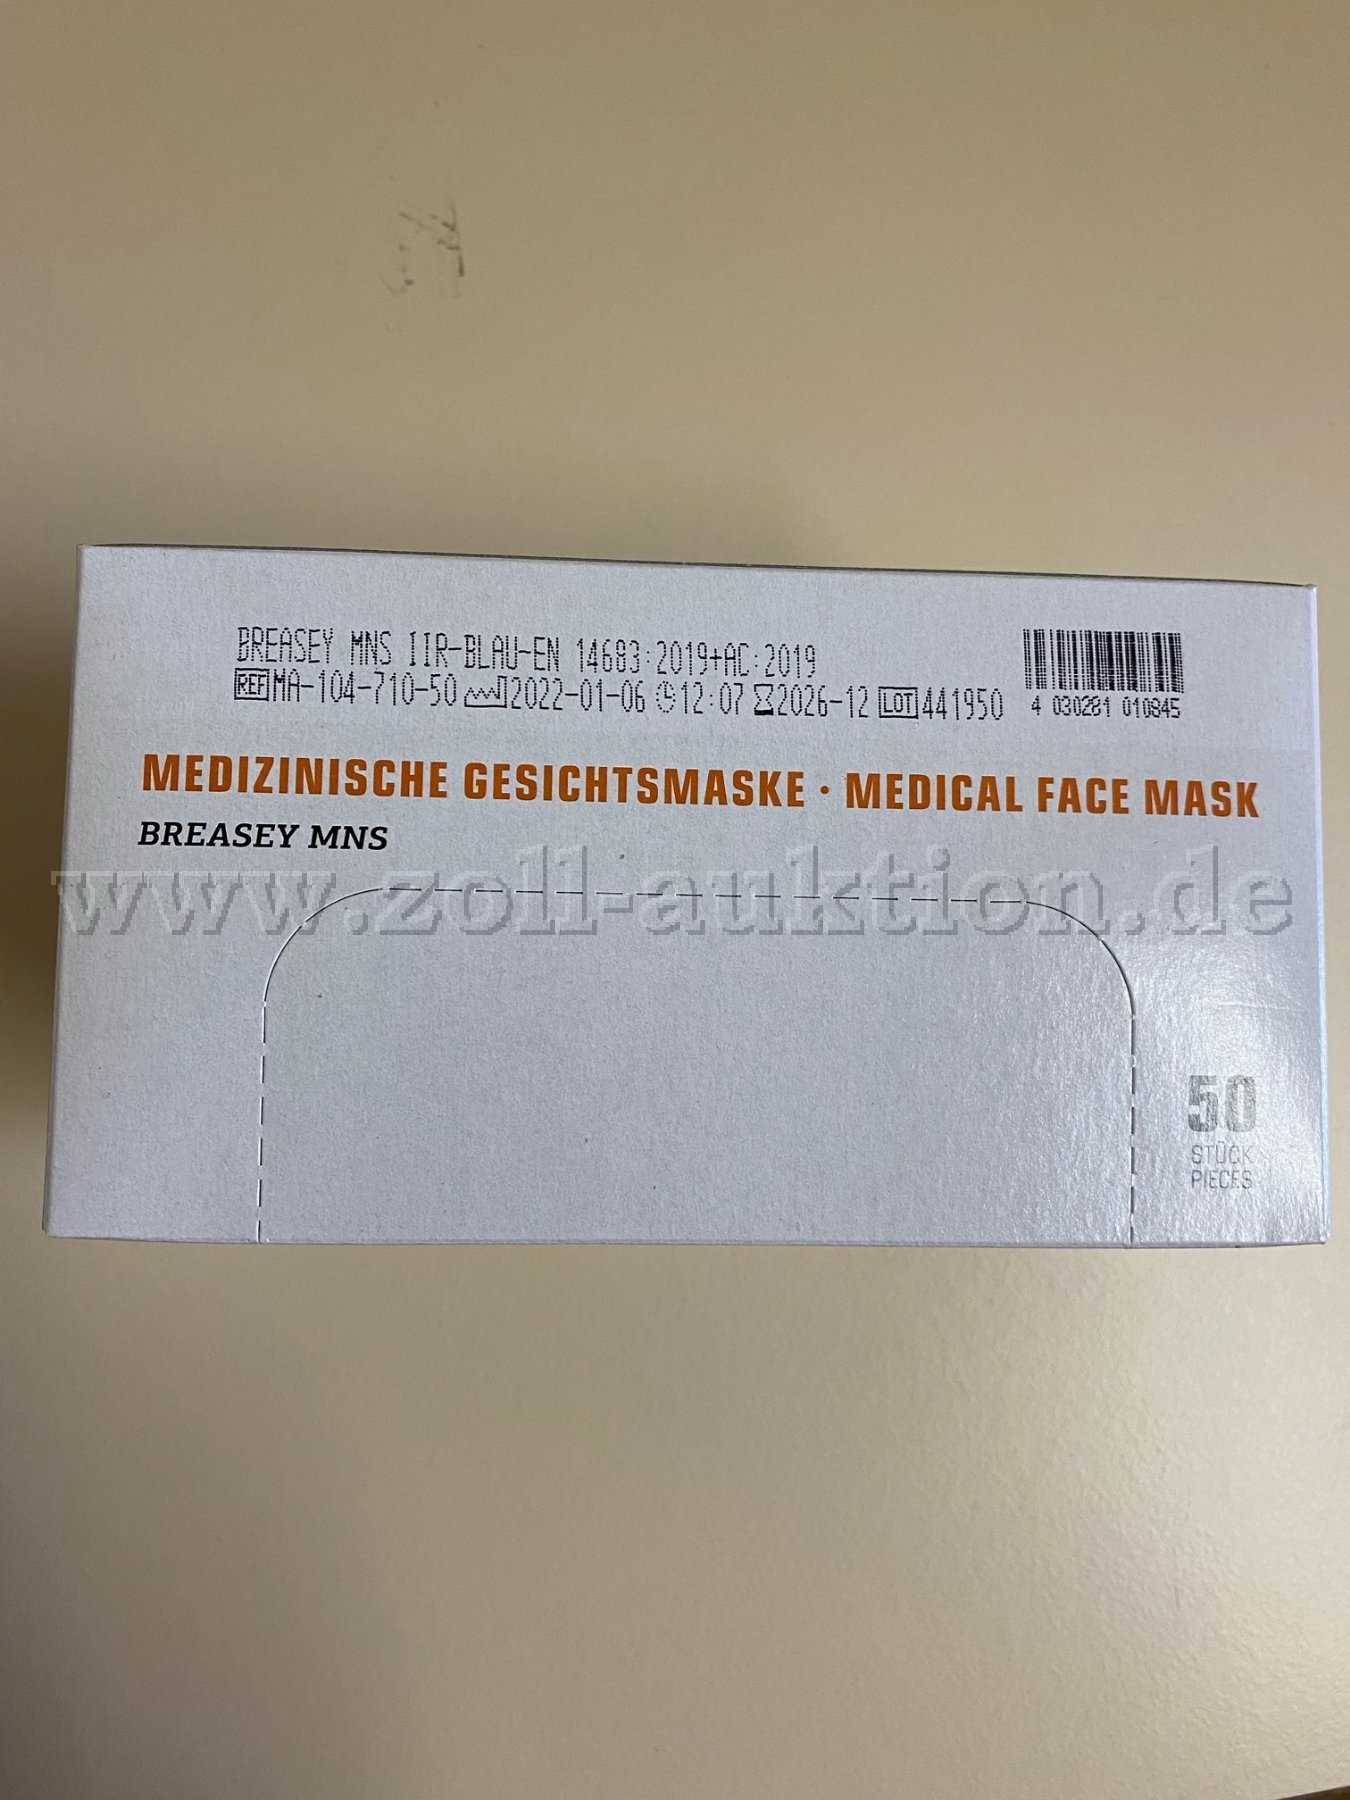 BREASEY MNS IIR-BLAU-EN 14683:2019+AC:2019
REF MA-104-710-50 2022-01-06 12:07 2026-12 LOT 441950
4 030281 010845
MEDIZINISCHE GESICHTSMASKE · MEDICAL FACE MASK
BREASEY MNS
www.zoll-auktion.de
50
STÜCK
PIECES